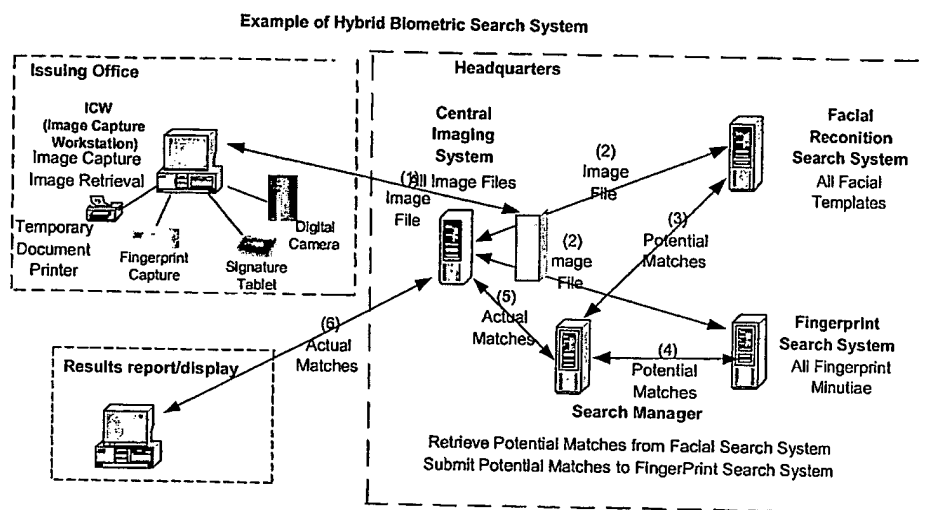 Example of Hybrid Biometric Search System
Issuing Office
ICW
(Image Capture
Workstation)
Image Capture
Image Retrieval
Temporary
Document
Printer
Fingerprint
Capture
Signature
Tablet
Digital
Camera
Headquarters
Central
Imaging
System
All Image Files
(1)
Image
File
(2)
Image
File
(2)
mage
File
Facial
Reconition
Search System
All Facial
Templates
(3)
Potential
Matches
(5)
Actual
Matches
(4)
Potential
Matches
Fingerprint
Search System
All Fingerprint
Minutiae
Search Manager
Retrieve Potential Matches from Facial Search System
Submit Potential Matches to FingerPrint Search System
(6)
Actual
Matches
Results report/display